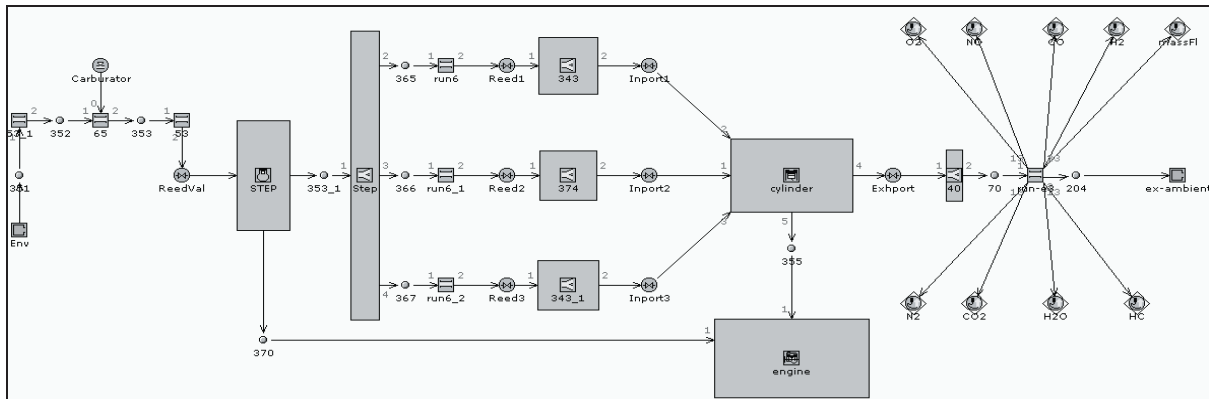 O2
NO
CO
H2
massFl
Carburator
0
2
352
1
65
2
353
1
53
2
ReedVal
381
Env
STEP
353_1
1
Step
2
365
1
run6
2
Reed1
1
343
2
Inport1
3
366
1
run6_1
2
Reed2
1
374
2
Inport2
4
367
1
run6_2
2
Reed3
1
343_1
2
Inport3
2
1
3
cylinder
4
5
Exhport
1
40
2
70
run-e3
204
ex-ambient
355
1
370
1
engine
N2
CO2
H2O
HC